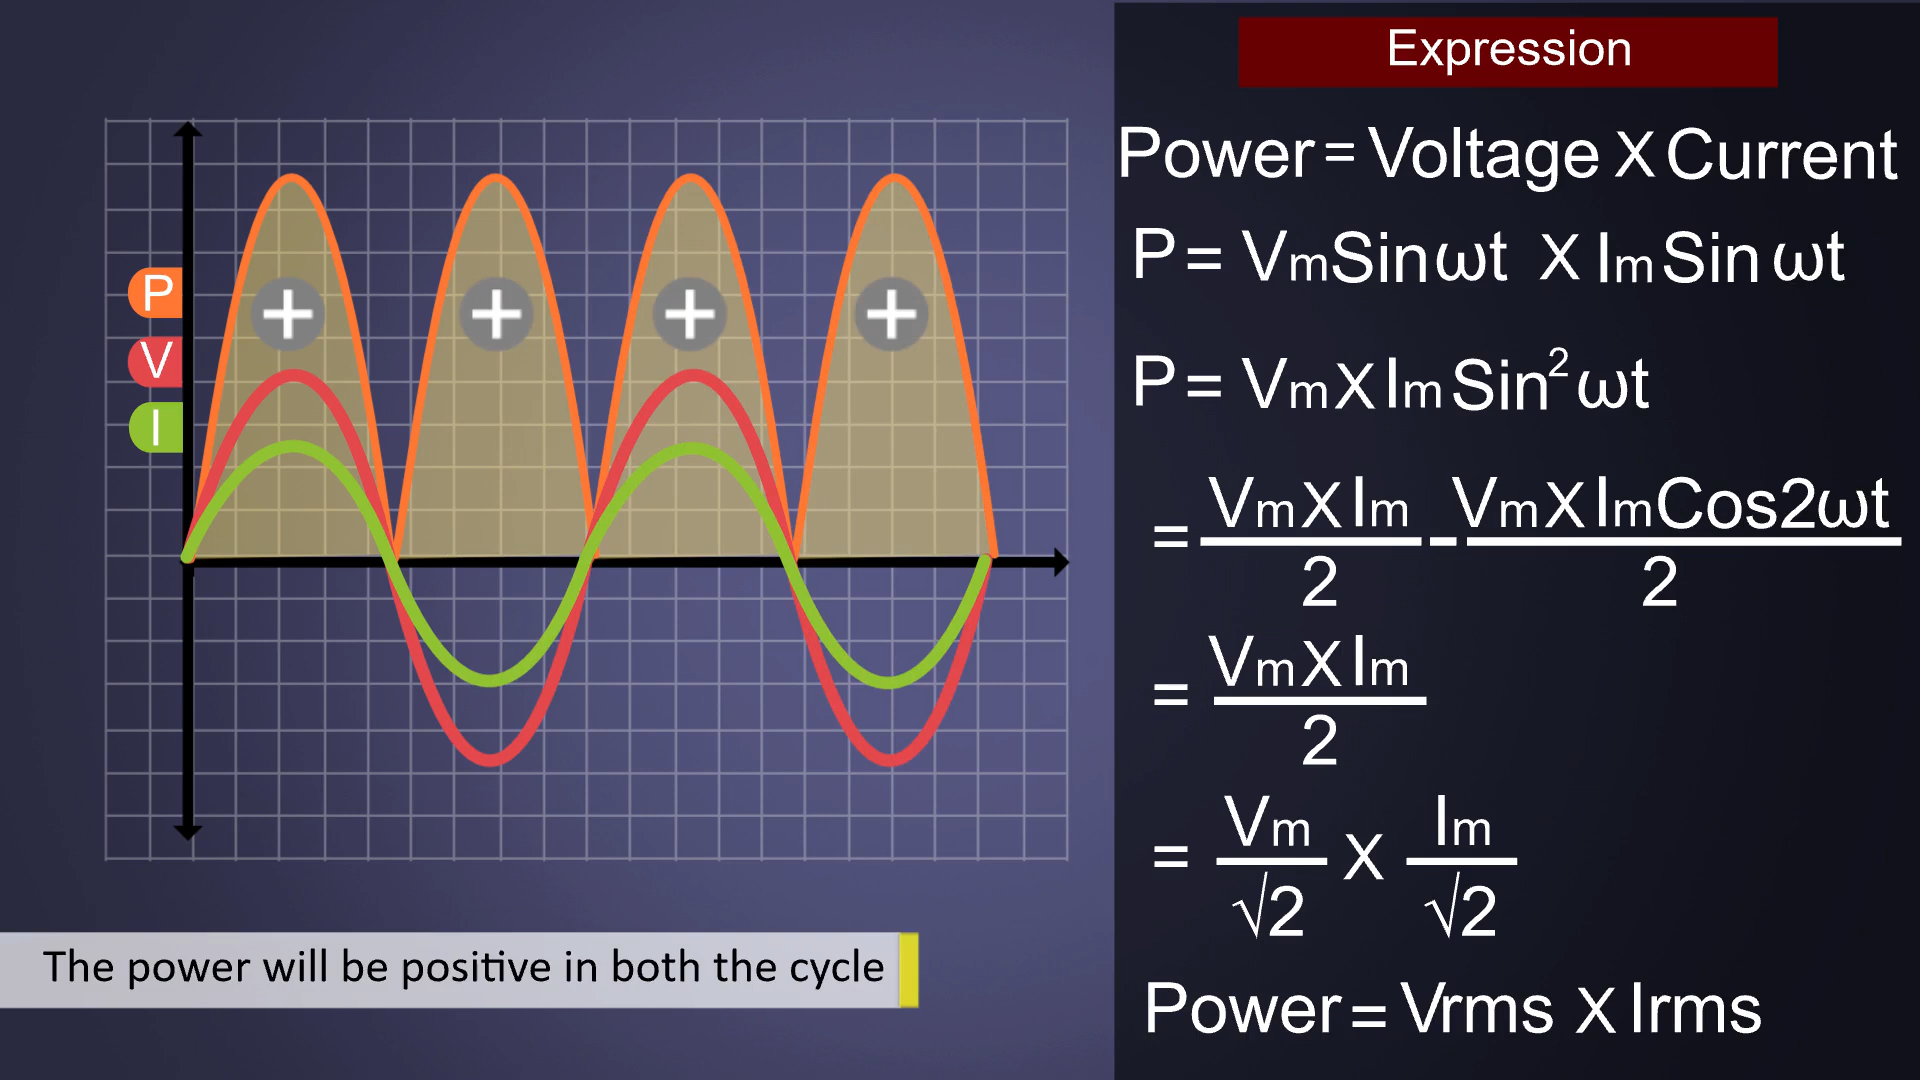 P
V
I
+ + + +
The power will be positive in both the cycle
Expression
Power = Voltage X Current
P = VmSinωt X ImSin ωt
P = VmXImSin²ωt
= VmXIm/2 - VmXImCos2ωt/2
= VmXIm/2
= Vm/√2 X Im/√2
Power = Vrms X Irms